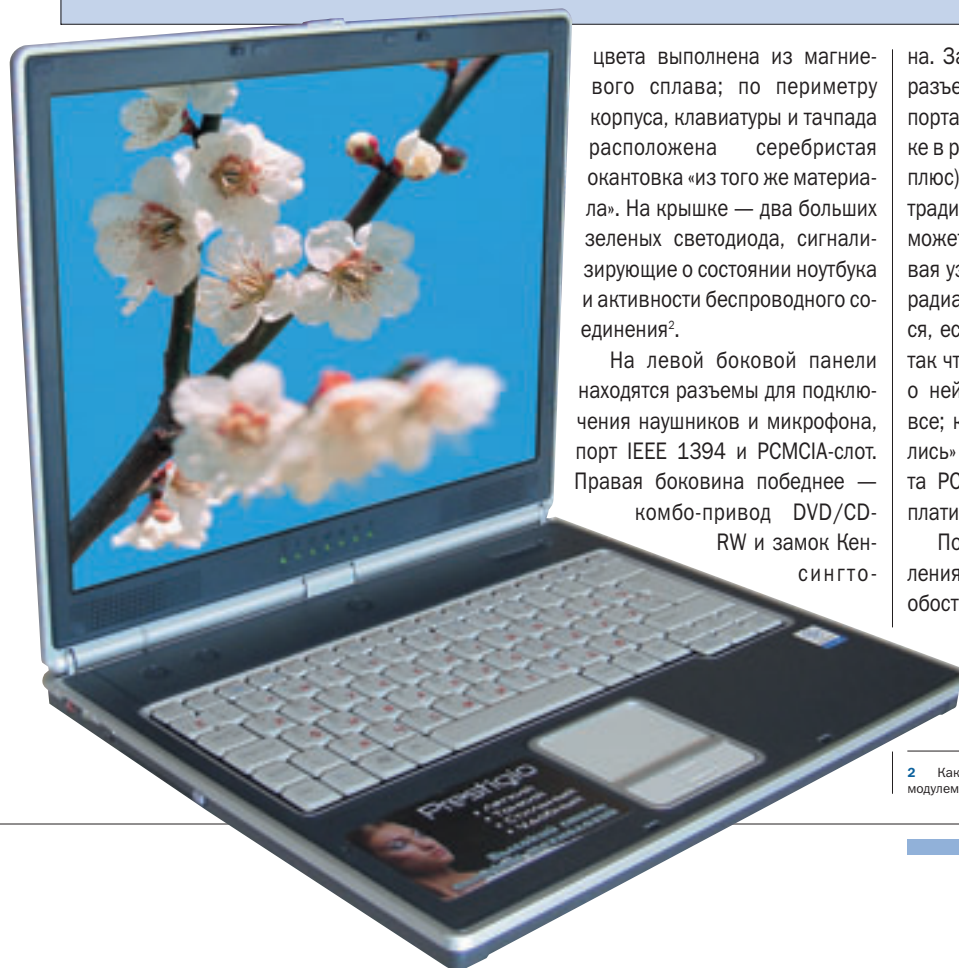 цвета выполнена из магние-
вого сплава; по периметру
корпуса, клавиатуры и тачпада
расположена серебристая
окантовка «из того же материа-
ла». На крышке — два больших
зеленых светодиода, сигнали-
зирующие о состоянии ноутбука
и активности беспроводного со-
единения².
На левой боковой панели
находятся разъемы для подклю-
чения наушников и микрофона,
порт IEEE 1394 и PCMCIA-слот.
Правая боковина победнее —
комбо-привод DVD/CD-
RW и замок Кен-
сингто-
на. За
разъе
порта
ке в р
плюс)
тради
может
вая уз
радиа
ся, ес
так чт
о ней
все; н
лись»
та PC
плати
По
ления
обост
2 Как
модулем
Prestigio